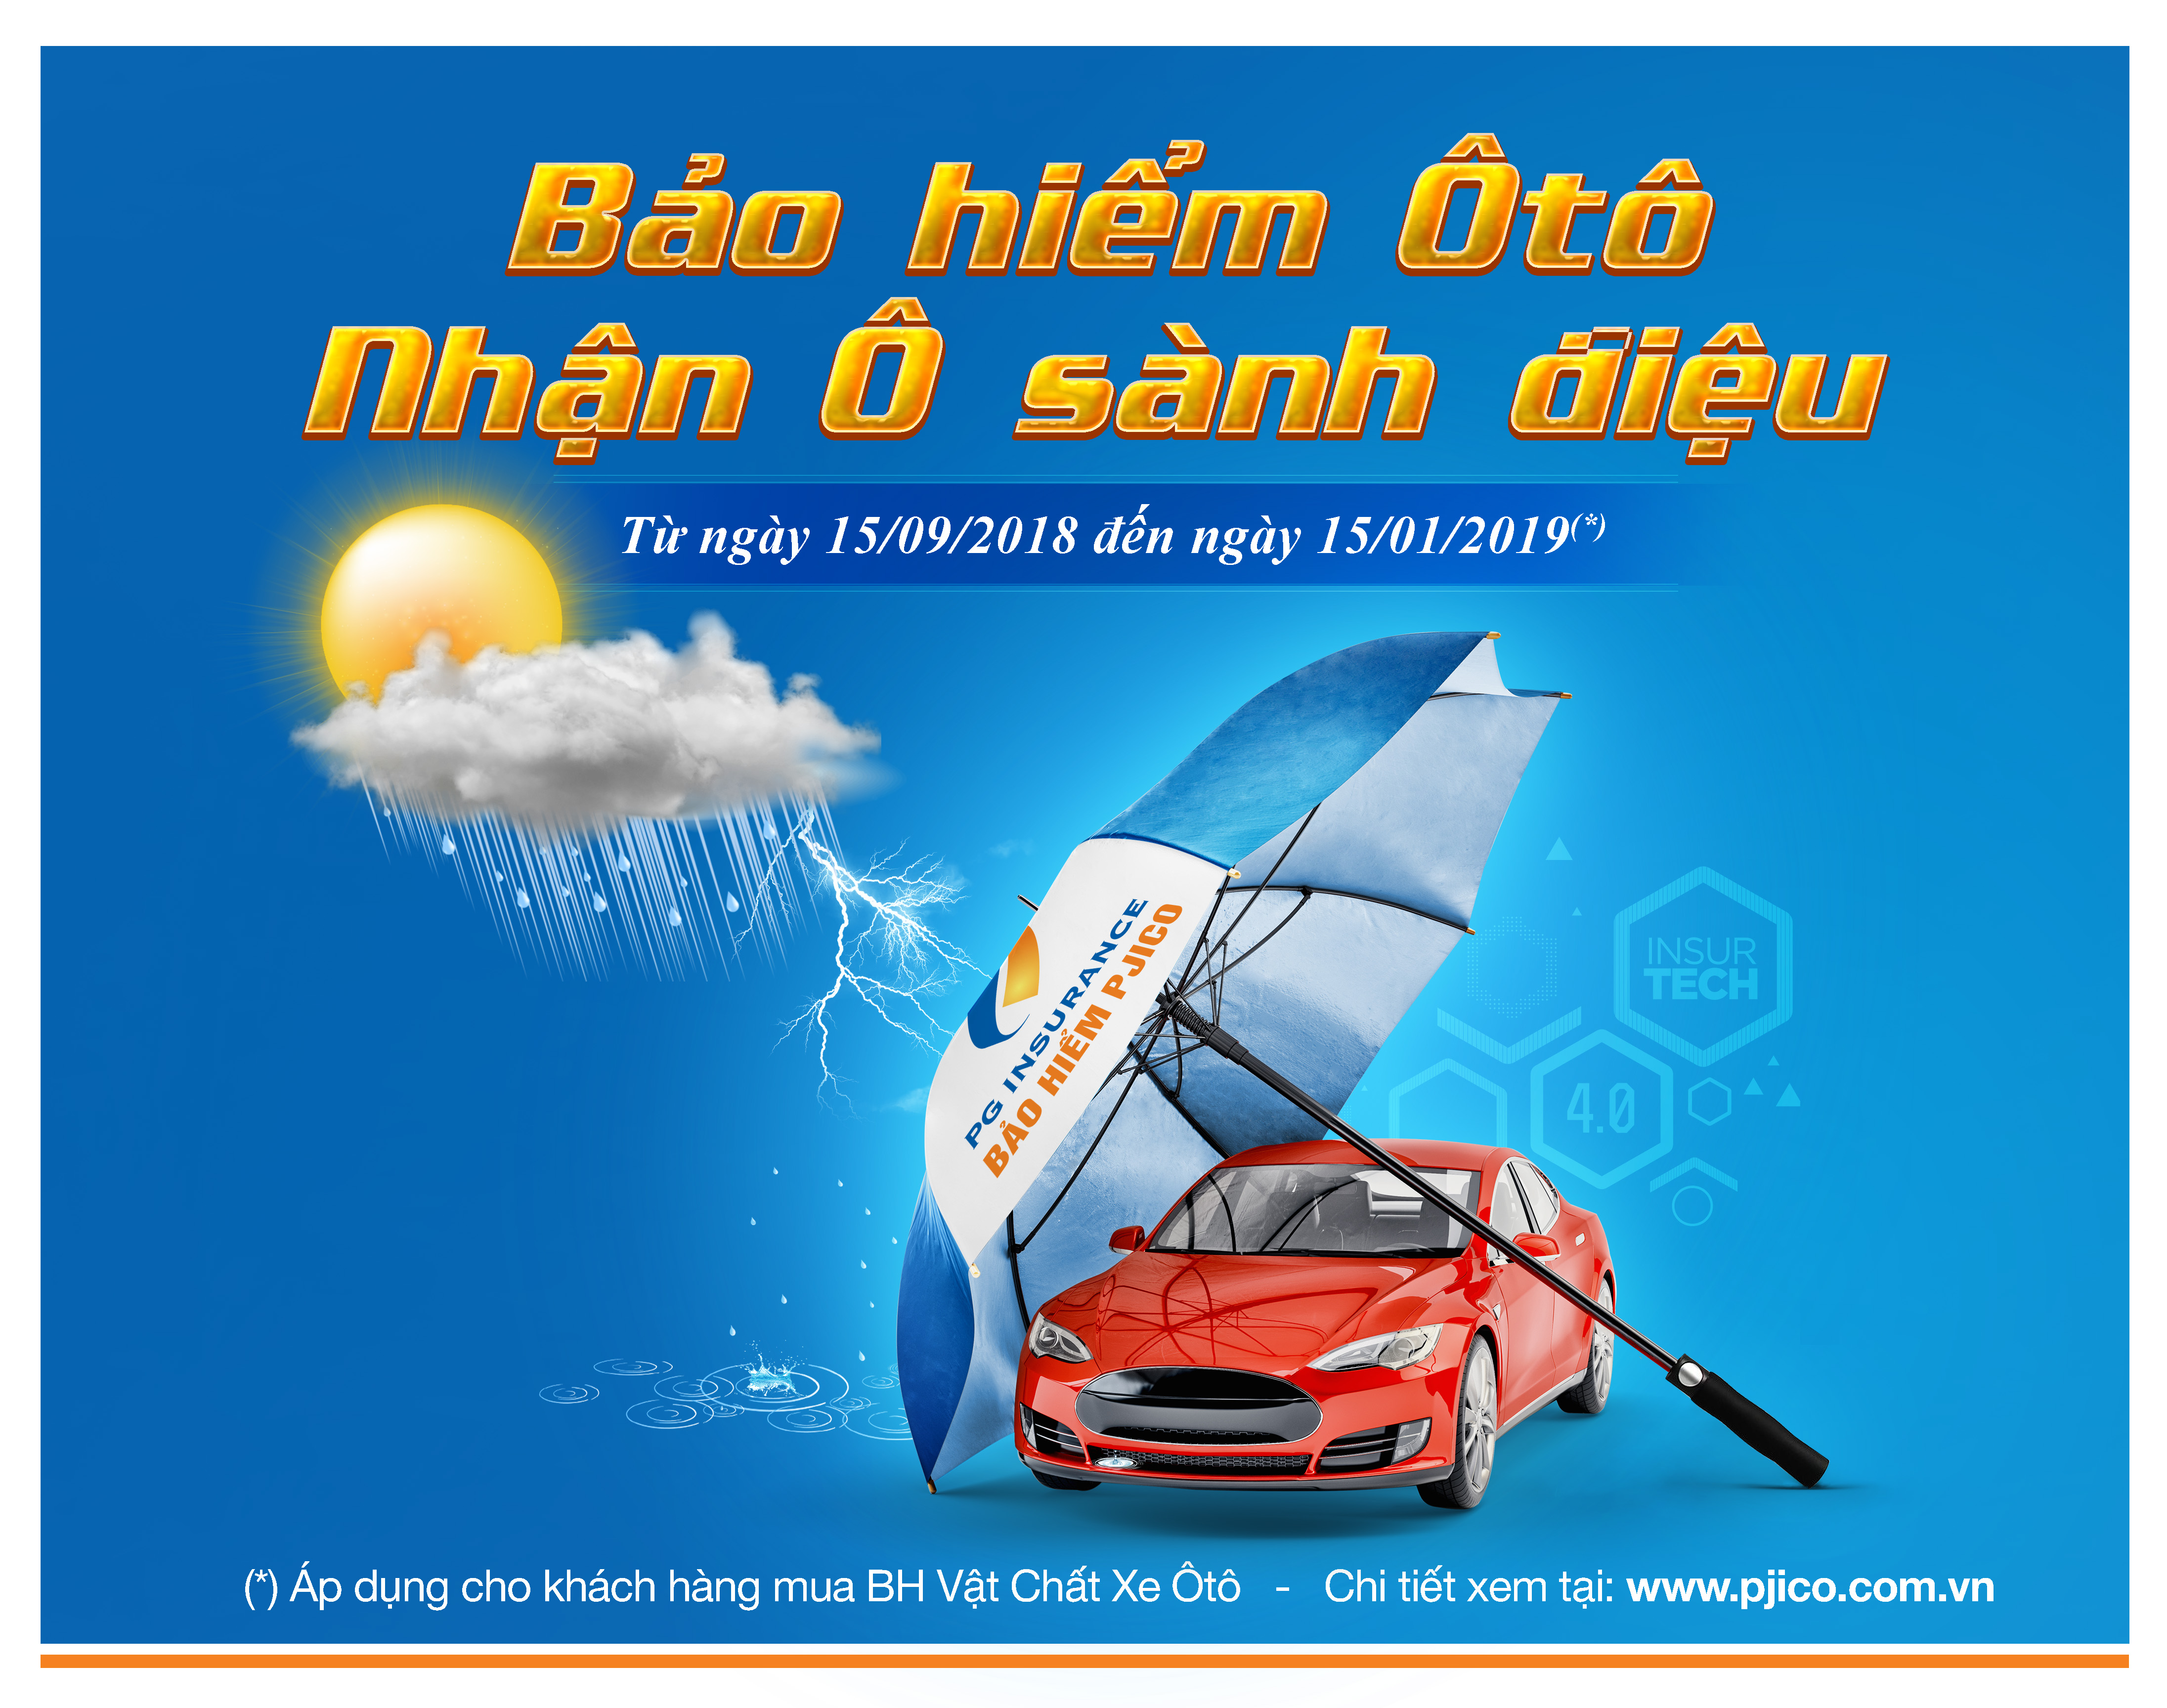 Bảo hiểm Ôtô
Nhận Ô sành điệu
Từ ngày 15/09/2018 đến ngày 15/01/2019(*)
PG INSURANCE
BẢO HIỂM PJICO
INSUR
TECH
4.0
(*) Áp dụng cho khách hàng mua BH Vật Chất Xe Ôtô - Chi tiết xem tại: www.pjico.com.vn